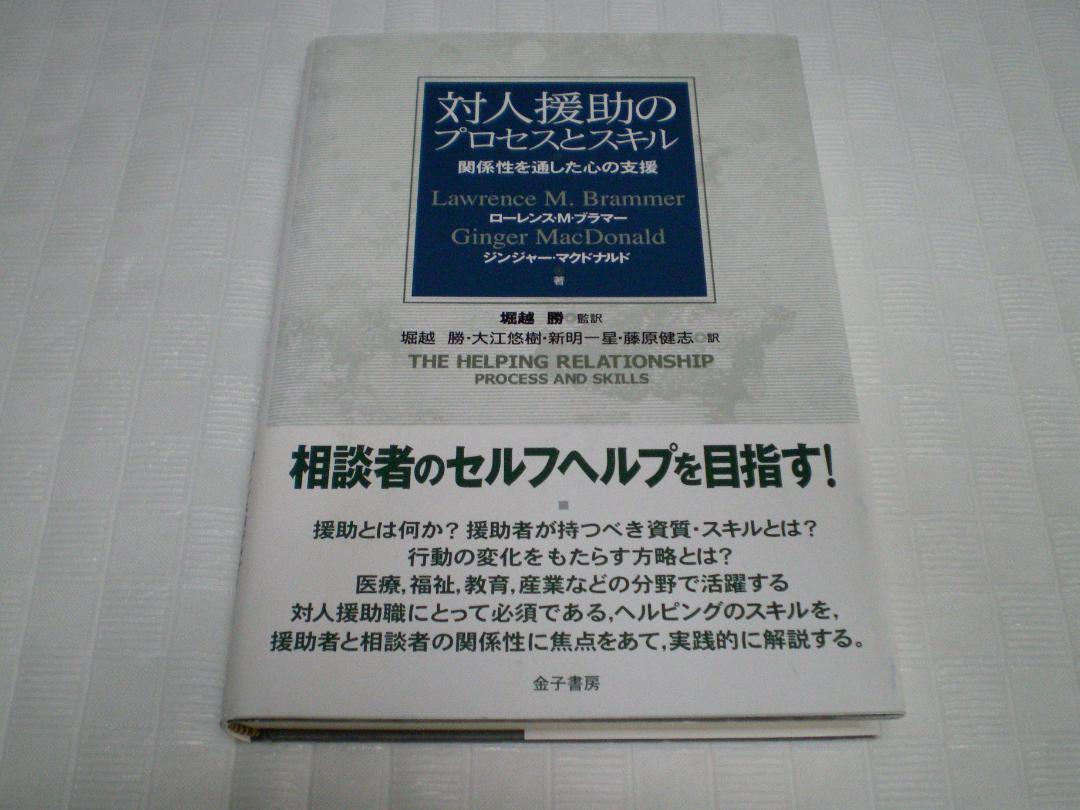 対人援助の
プロセスとスキル
関係性を通した心の支援
Lawrence M. Brammer
ローレンス・M・ブラマー
Ginger MacDonald
ジンジャー・マクドナルド
著
堀越 勝◎監訳
堀越 勝・大江悠樹・新明一星・藤原健志◎訳
THE HELPING RELATIONSHIP
PROCESS AND SKILLS
相談者のセルフヘルプを目指す!
援助とは何か? 援助者が持つべき資質・スキルとは?
行動の変化をもたらす方略とは?
医療,福祉,教育,産業などの分野で活躍する
対人援助職にとって必須である,ヘルピングのスキルを,
援助者と相談者の関係性に焦点をあて,実践的に解説する。
金子書房